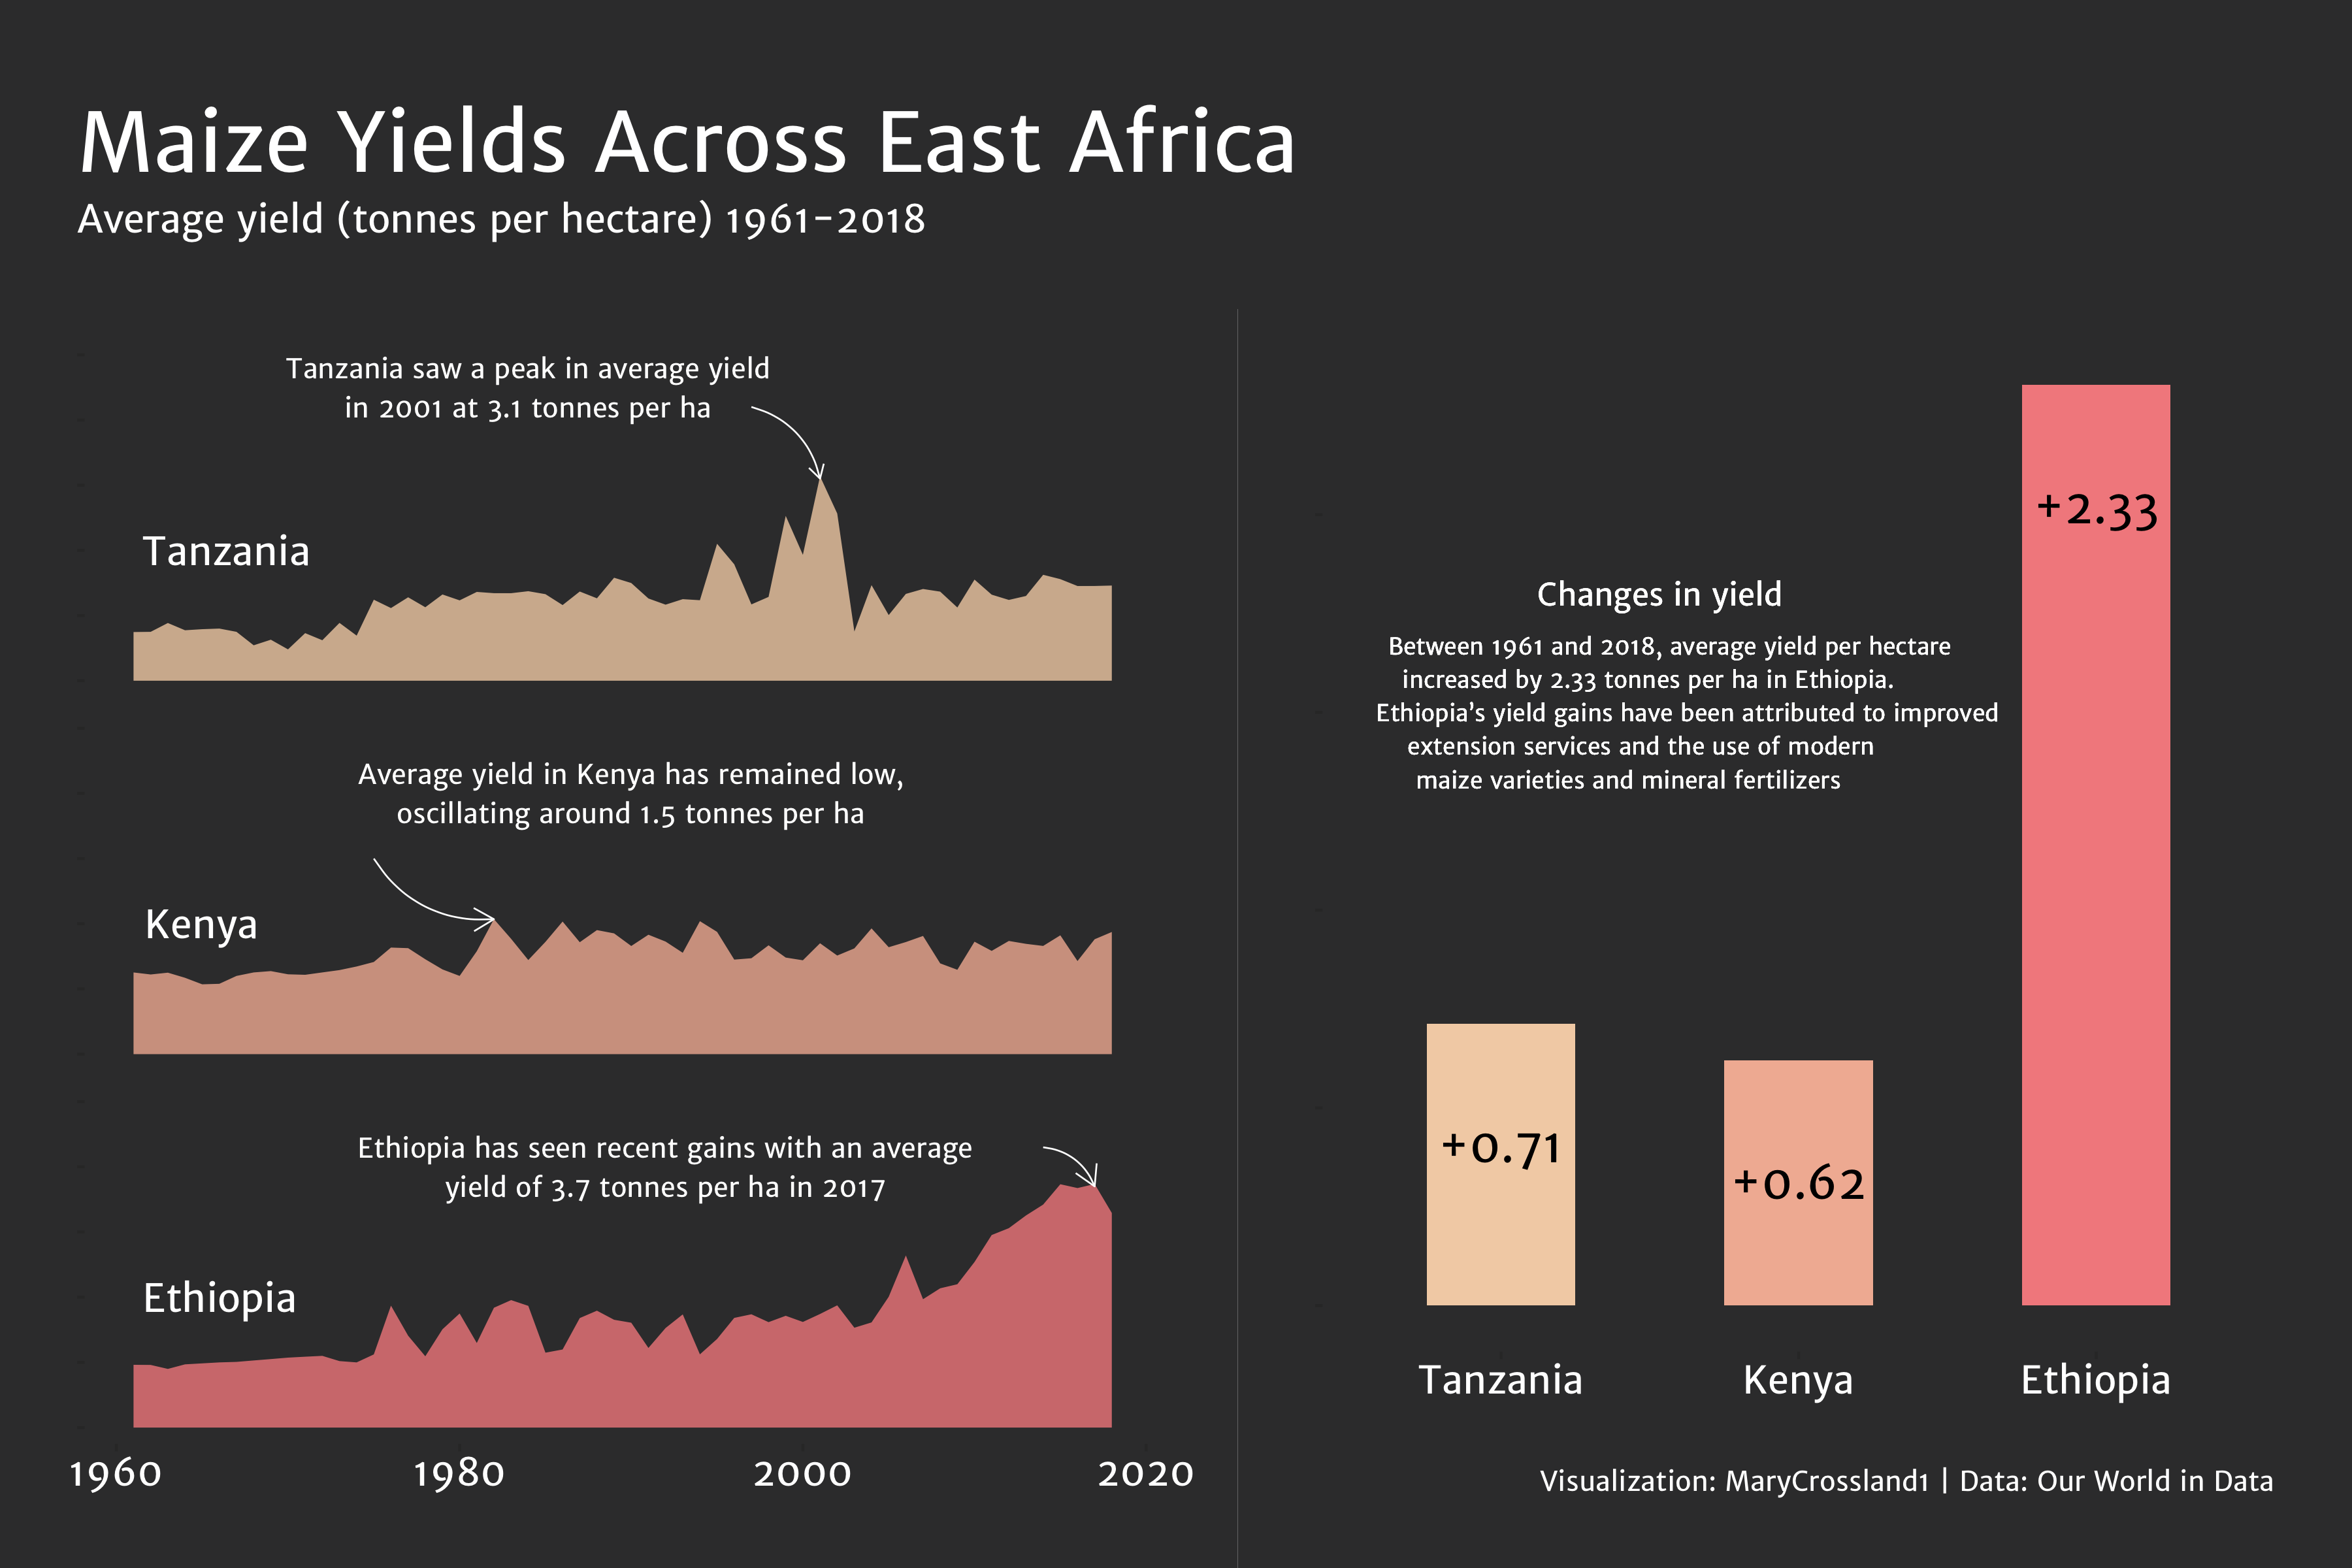 Maize Yields Across East Africa
Average yield (tonnes per hectare) 1961-2018
Tanzania saw a peak in average yield
in 2001 at 3.1 tonnes per ha
Tanzania
Average yield in Kenya has remained low,
oscillating around 1.5 tonnes per ha
Kenya
Ethiopia has seen recent gains with an average
yield of 3.7 tonnes per ha in 2017
Ethiopia
1960 1980 2000 2020
+2.33
Changes in yield
Between 1961 and 2018, average yield per hectare
increased by 2.33 tonnes per ha in Ethiopia.
Ethiopia’s yield gains have been attributed to improved
extension services and the use of modern
maize varieties and mineral fertilizers
+0.71
+0.62
Tanzania Kenya Ethiopia
Visualization: MaryCrossland1 | Data: Our World in Data